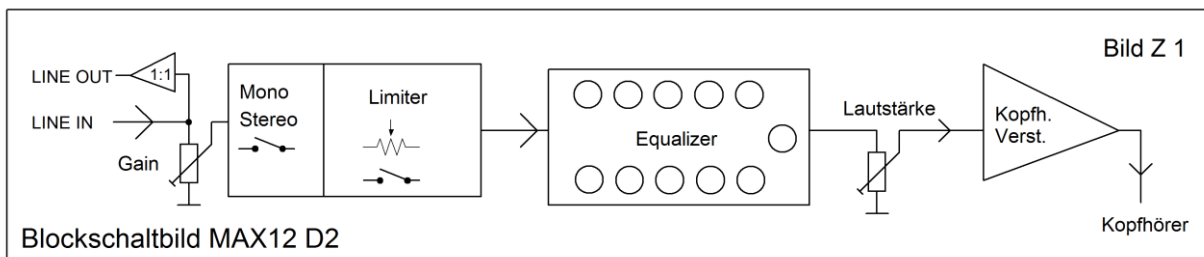 Bild Z 1
LINE OUT
1:1
LINE IN
Gain
Mono
Stereo
Limiter
Equalizer
Lautstärke
Kopfh.
Verst.
Kopfhörer
Blockschaltbild MAX12 D2